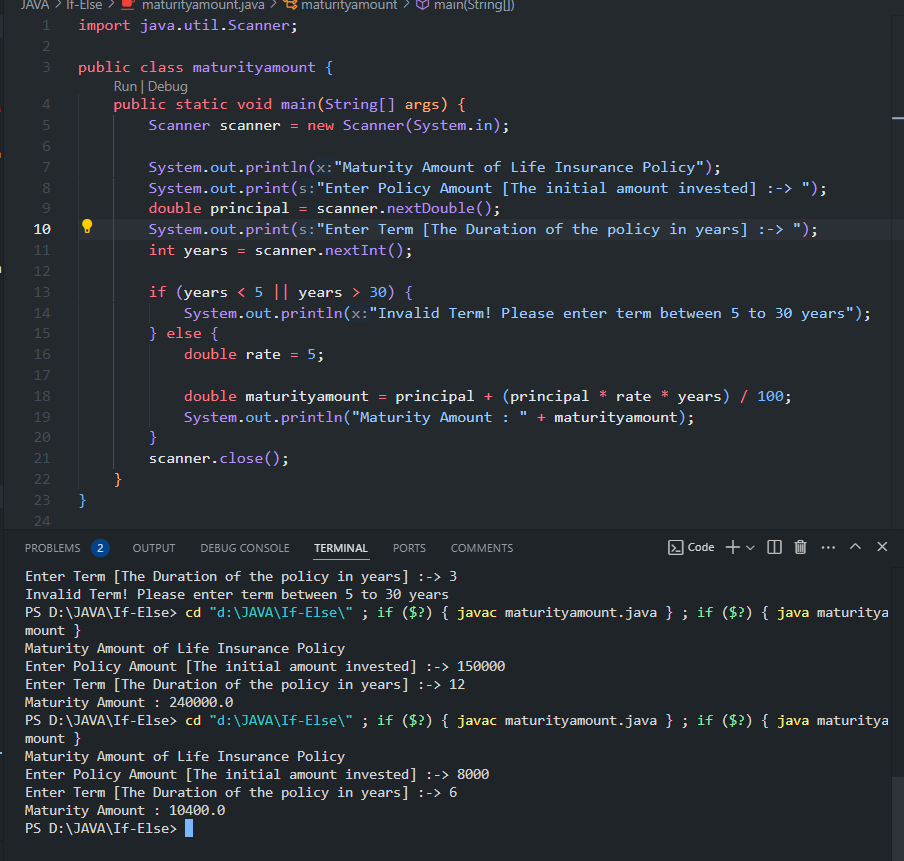 JAVA > If-Else > maturityamount.java > maturityamount > main(String[])
1 import java.util.Scanner;
2
3 public class maturityamount {
Run | Debug
4 public static void main(String[] args) {
5 Scanner scanner = new Scanner(System.in);
6
7 System.out.println(x:"Maturity Amount of Life Insurance Policy");
8 System.out.print(s:"Enter Policy Amount [The initial amount invested] :-> ");
9 double principal = scanner.nextDouble();
10 System.out.print(s:"Enter Term [The Duration of the policy in years] :-> ");
11 int years = scanner.nextInt();
12
13 if (years < 5 || years > 30) {
14 System.out.println(x:"Invalid Term! Please enter term between 5 to 30 years");
15 } else {
16 double rate = 5;
17
18 double maturityamount = principal + (principal * rate * years) / 100;
19 System.out.println("Maturity Amount : " + maturityamount);
20 }
21 scanner.close();
22 }
23 }
24
PROBLEMS 2 OUTPUT DEBUG CONSOLE TERMINAL PORTS COMMENTS Code
Enter Term [The Duration of the policy in years] :-> 3
Invalid Term! Please enter term between 5 to 30 years
PS D:\JAVA\If-Else> cd "d:\JAVA\If-Else\" ; if ($?) { javac maturityamount.java } ; if ($?) { java maturitya
mount }
Maturity Amount of Life Insurance Policy
Enter Policy Amount [The initial amount invested] :-> 150000
Enter Term [The Duration of the policy in years] :-> 12
Maturity Amount : 240000.0
PS D:\JAVA\If-Else> cd "d:\JAVA\If-Else\" ; if ($?) { javac maturityamount.java } ; if ($?) { java maturitya
mount }
Maturity Amount of Life Insurance Policy
Enter Policy Amount [The initial amount invested] :-> 8000
Enter Term [The Duration of the policy in years] :-> 6
Maturity Amount : 10400.0
PS D:\JAVA\If-Else>